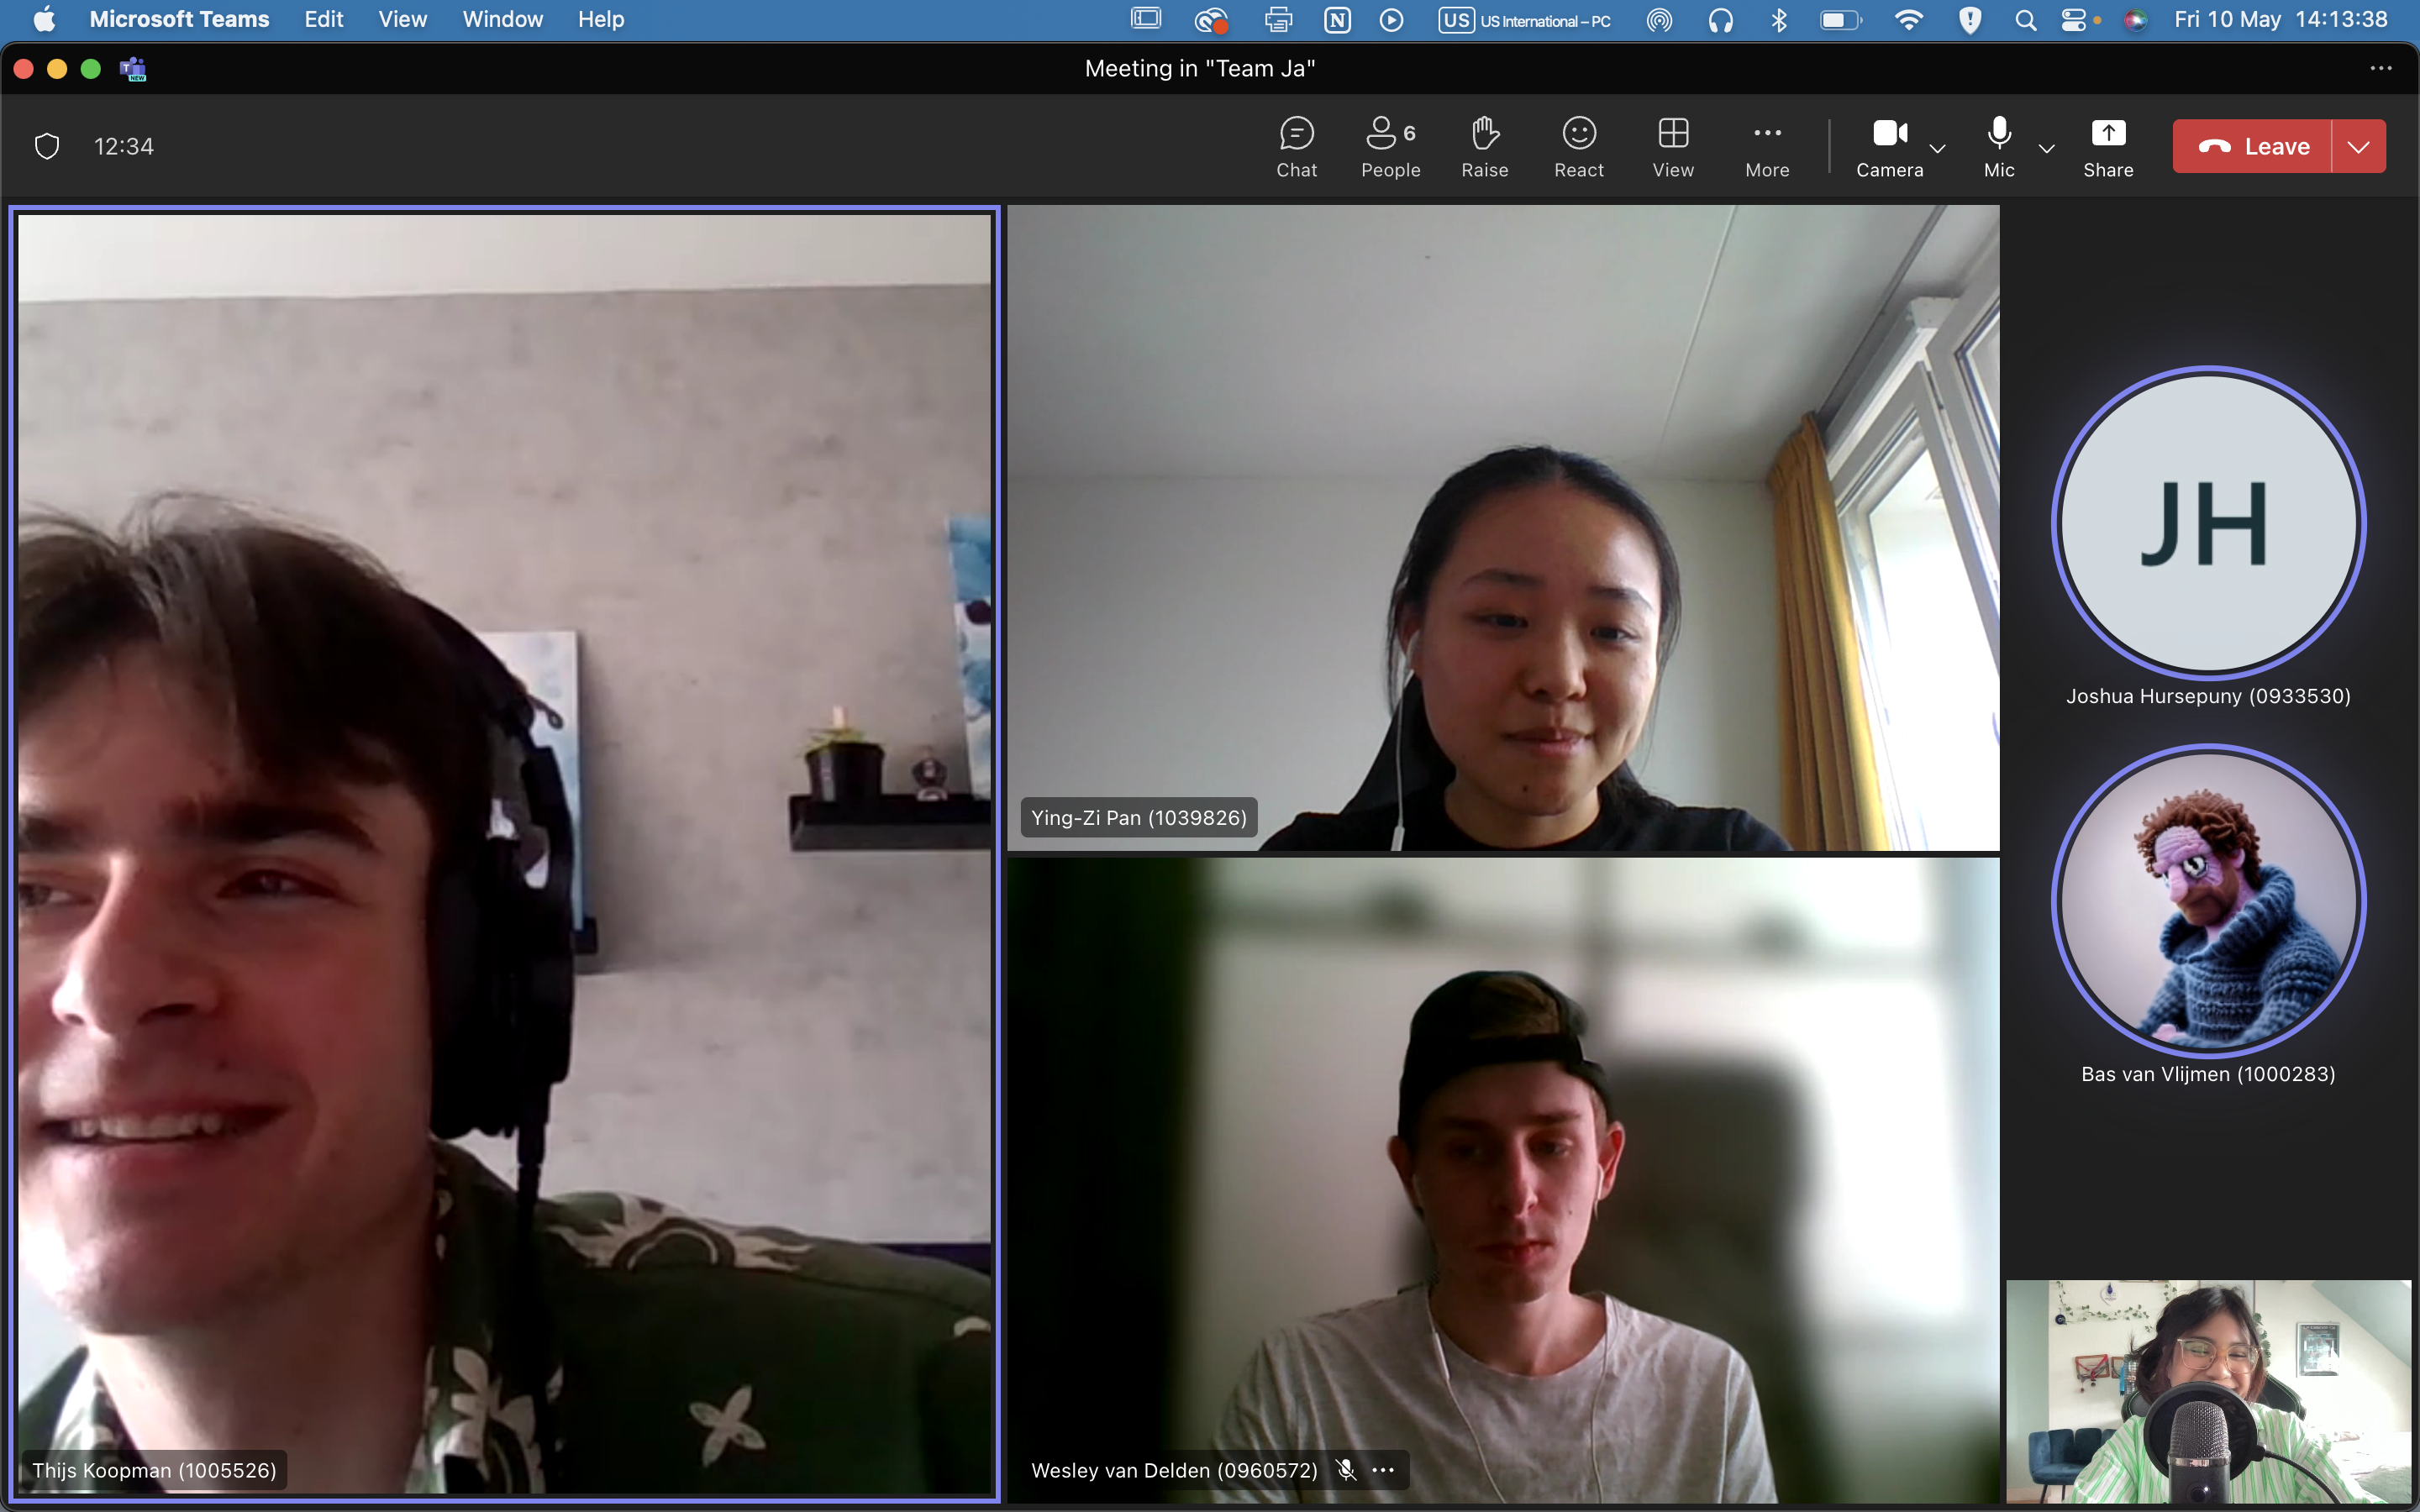 Microsoft Teams Edit View Window Help US US International – PC Fri 10 May 14:13:38
T NEW Meeting in "Team Ja"
12:34 6
Chat People Raise React View More Camera Mic Share Leave
JH
Joshua Hursepuny (0933530)
Ying-Zi Pan (1039826)
Bas van Vlijmen (1000283)
Thijs Koopman (1005526)
Wesley van Delden (0960572)